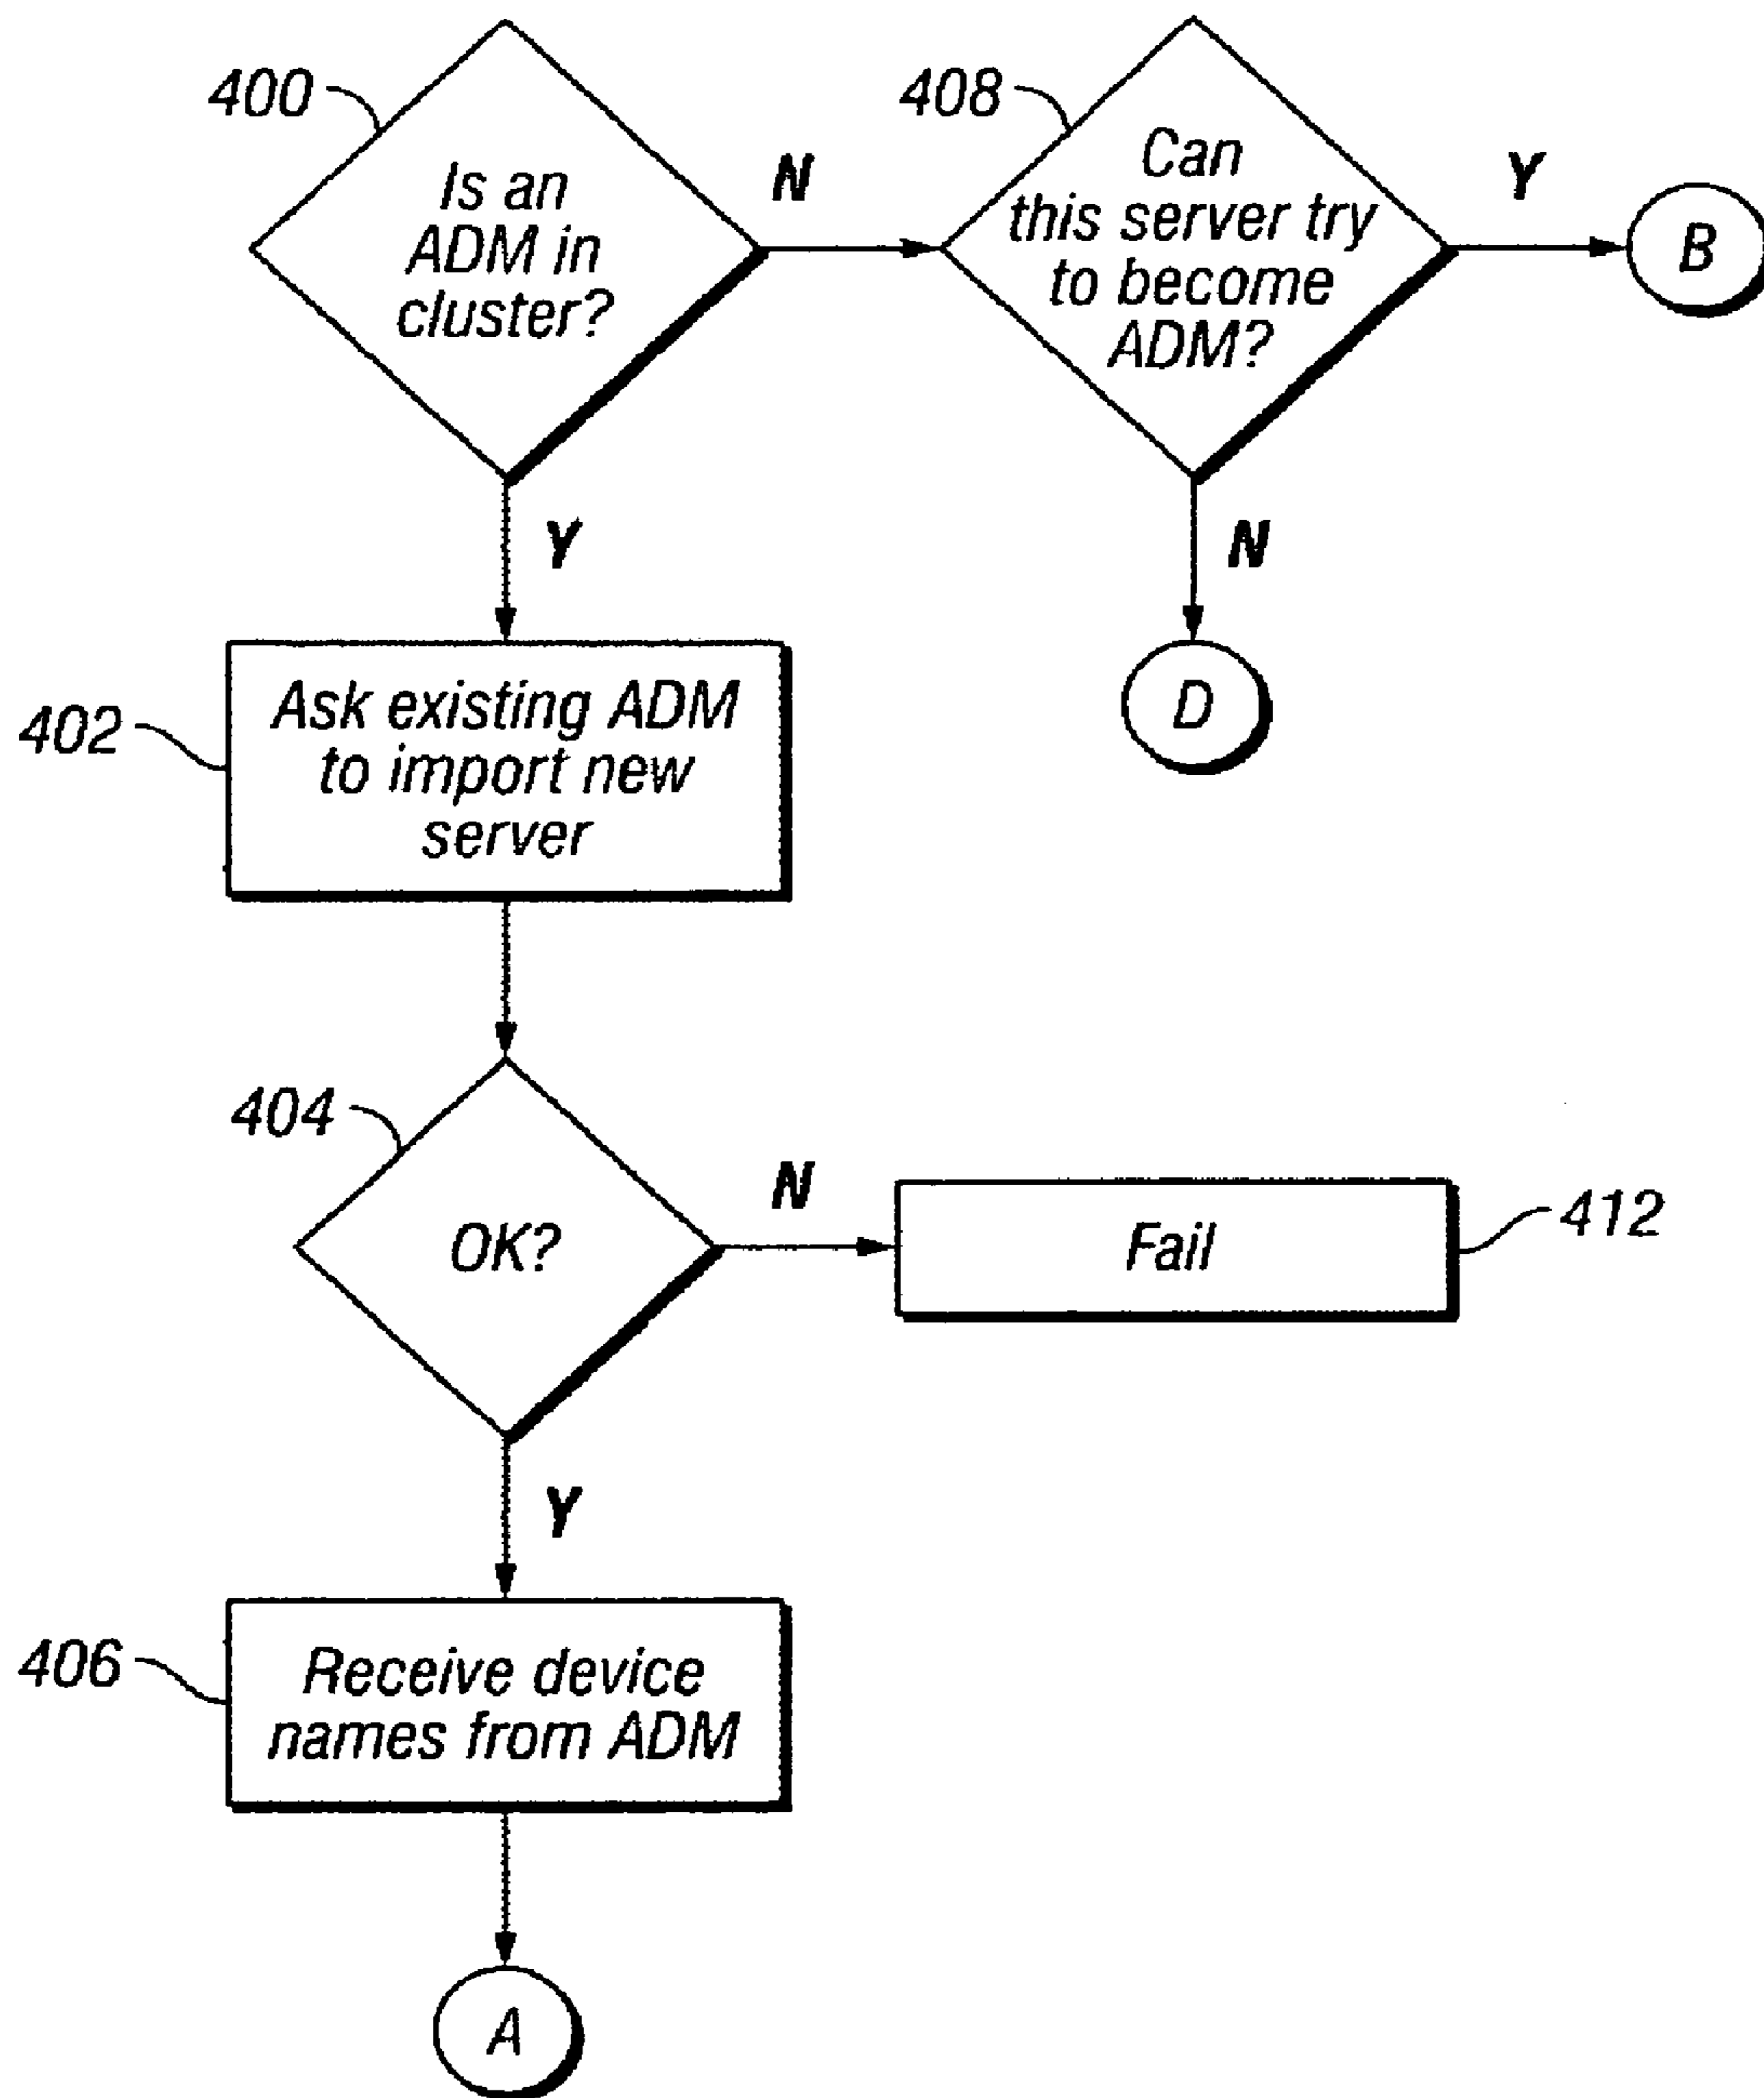 400
Is an
ADM in
cluster?
N
408
Can
this server try
to become
ADM?
Y
B
Y
N
D
402
Ask existing ADM
to import new
server
404
OK?
N
Fail
412
Y
406
Receive device
names from ADM
A